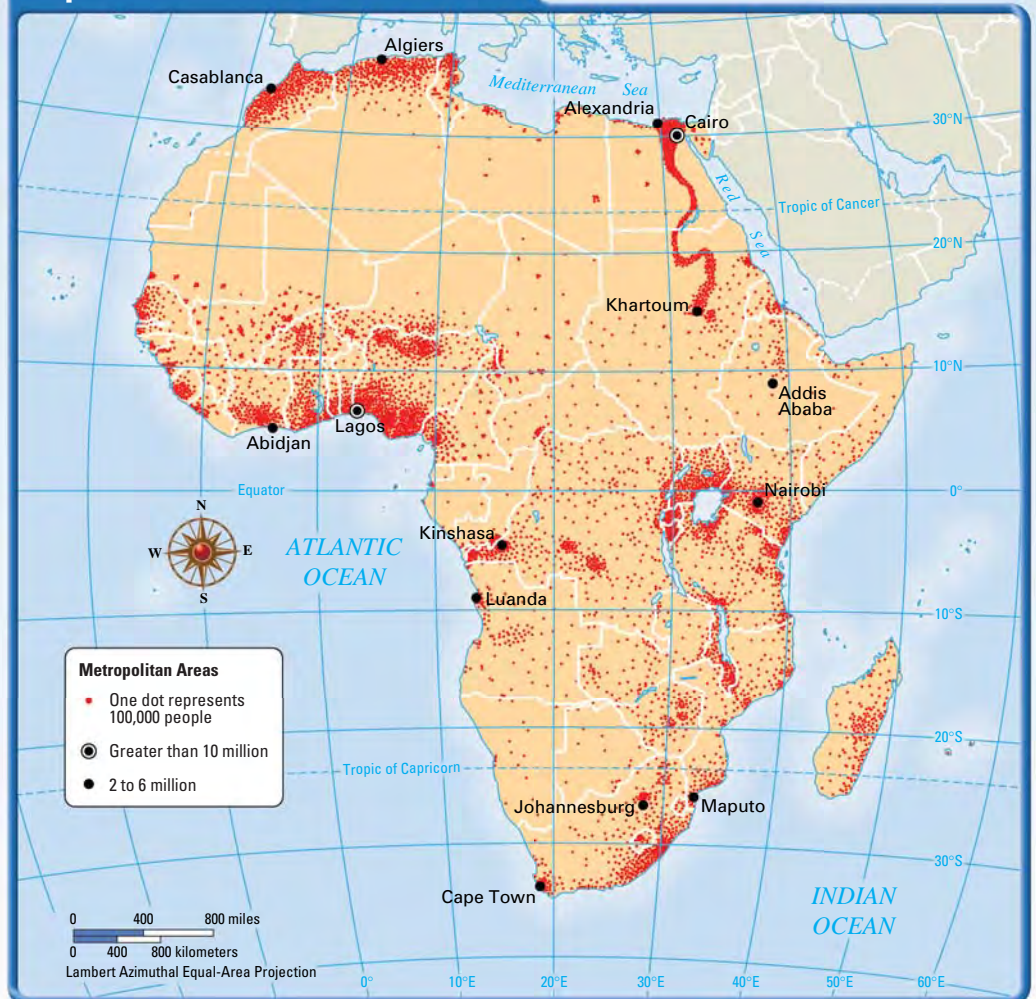 Algiers
Casablanca
Mediterranean Sea
Alexandria
Cairo
30°N
Red Sea
Tropic of Cancer
20°N
Khartoum
10°N
Addis
Ababa
Lagos
Abidjan
Equator
Nairobi
0°
N
W
E
S
Kinshasa
ATLANTIC
OCEAN
Luanda
10°S
Metropolitan Areas
One dot represents
100,000 people
Greater than 10 million
2 to 6 million
20°S
Tropic of Capricorn
Johannesburg
Maputo
30°S
Cape Town
INDIAN
OCEAN
0 400 800 miles
0 400 800 kilometers
Lambert Azimuthal Equal-Area Projection
0° 10°E 20°E 30°E 40°E 50°E 60°E